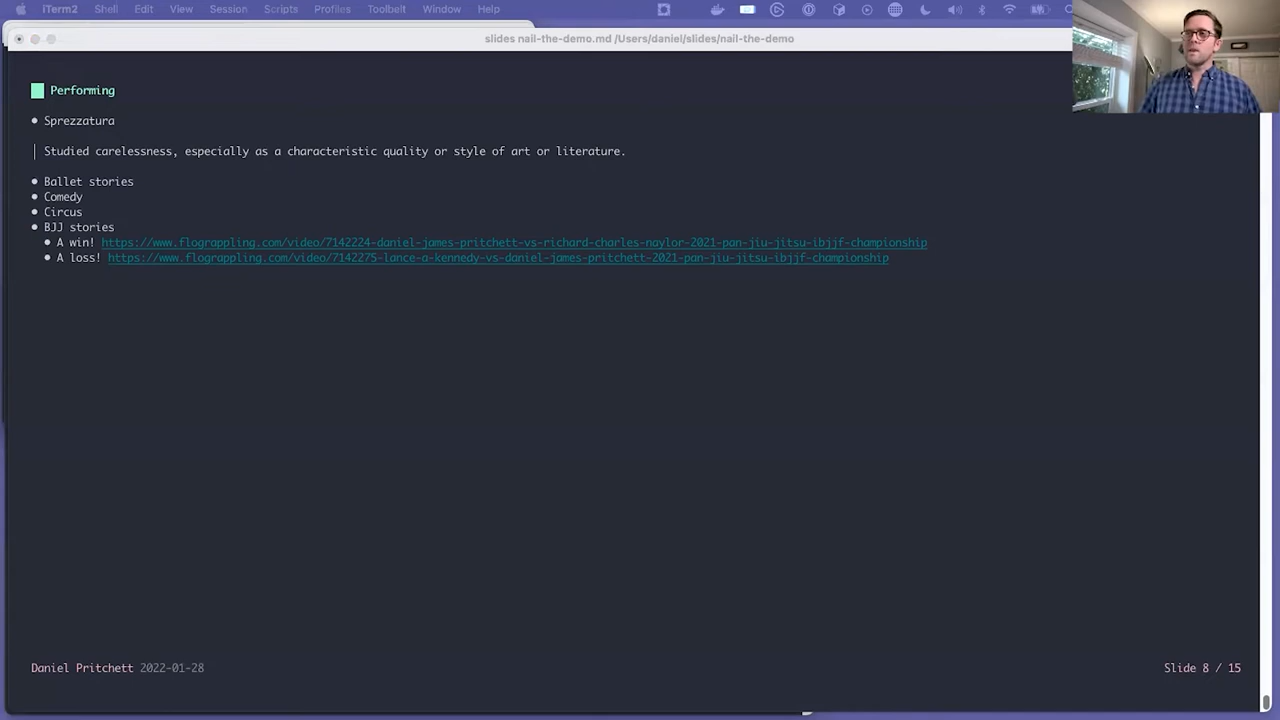 iTerm2 Shell Edit View Session Scripts Profiles Toolbelt Window Help
slides nail-the-demo.md /Users/daniel/slides/nail-the-demo
Performing
• Sprezzatura
│ Studied carelessness, especially as a characteristic quality or style of art or literature.
• Ballet stories
• Comedy
• Circus
• BJJ stories
• A win! https://www.flograppling.com/video/7142224-daniel-james-pritchett-vs-richard-charles-naylor-2021-pan-jiu-jitsu-ibjjf-championship
• A loss! https://www.flograppling.com/video/7142275-lance-a-kennedy-vs-daniel-james-pritchett-2021-pan-jiu-jitsu-ibjjf-championship
Daniel Pritchett 2022-01-28
Slide 8 / 15